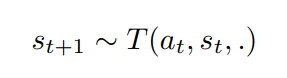 s_{t+1} ∼ T(a_t, s_t, .)